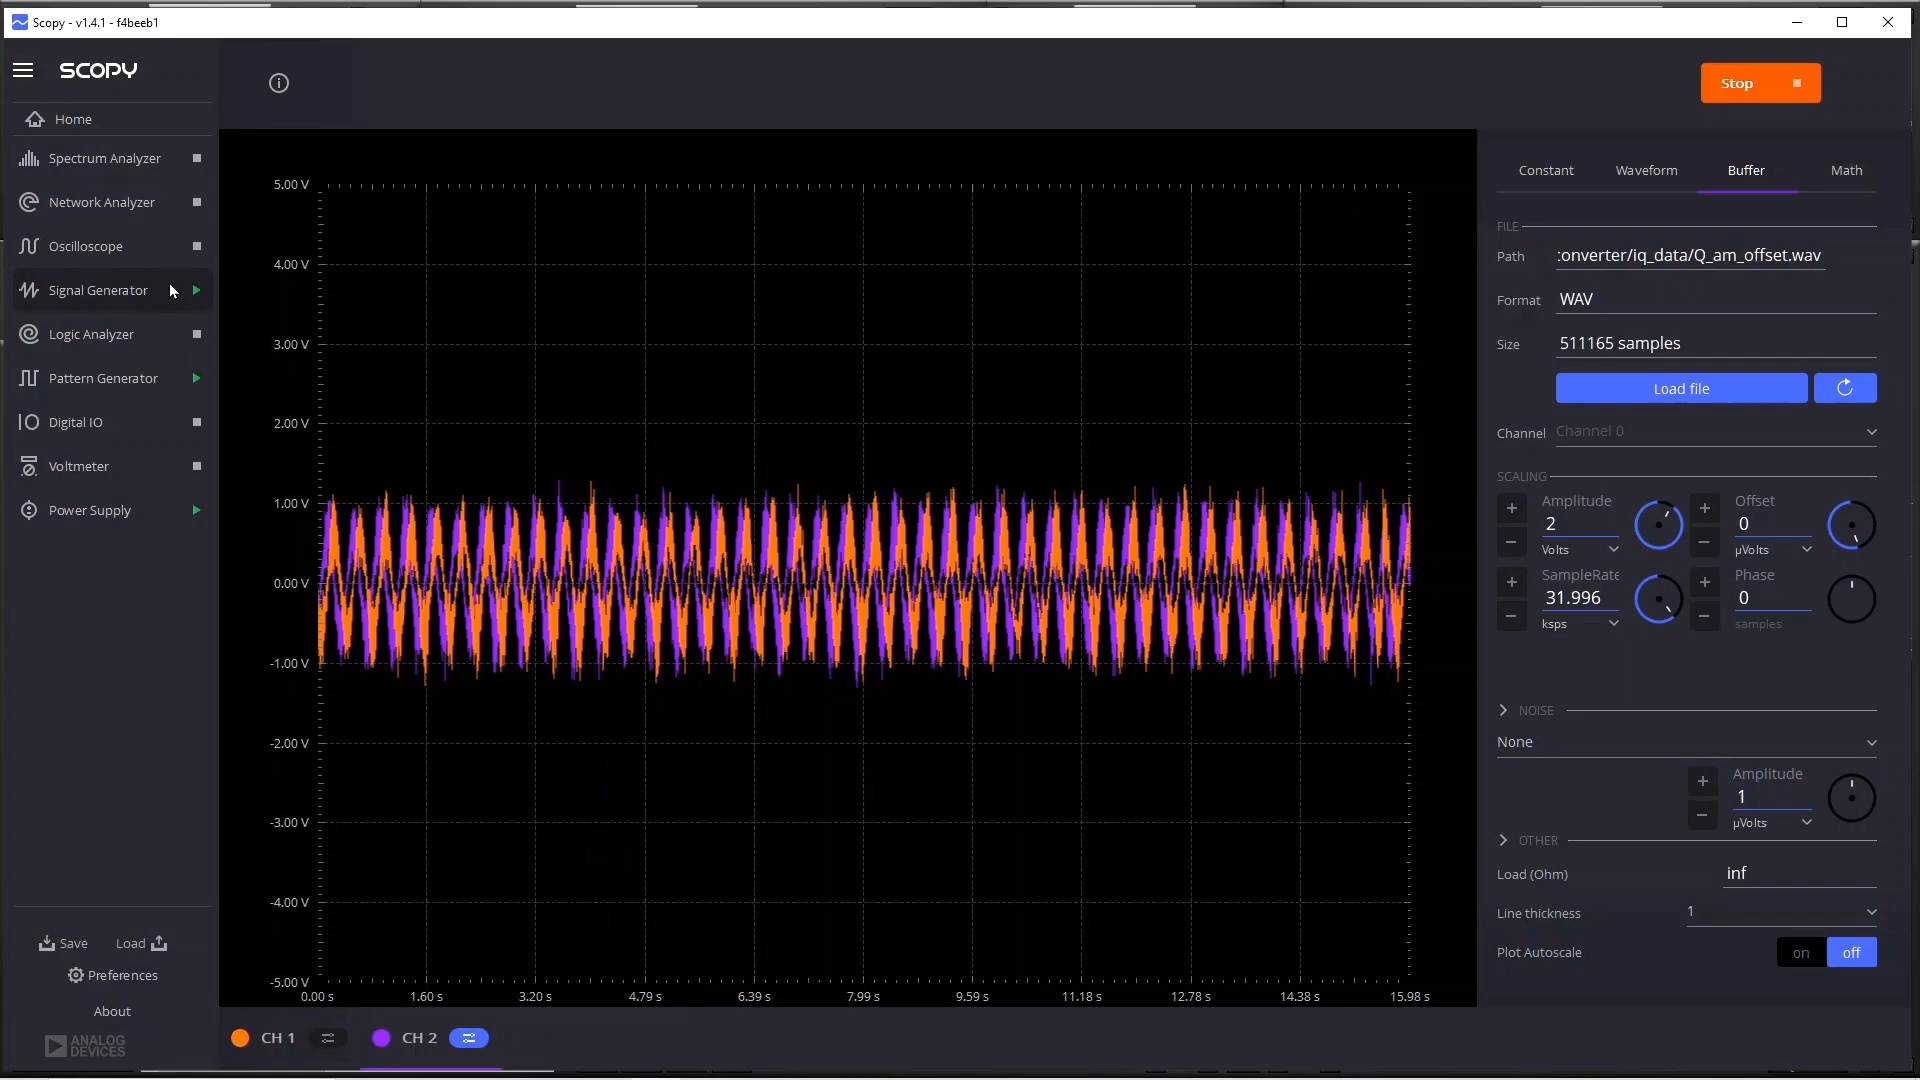 Scopy - v1.4.1 - f4beeb1
SCOPY
Stop
Home
Spectrum Analyzer
Network Analyzer
Oscilloscope
Signal Generator
Logic Analyzer
Pattern Generator
Digital IO
Voltmeter
Power Supply
Save Load
Preferences
About
ANALOG
DEVICES
5.00 V
4.00 V
3.00 V
2.00 V
1.00 V
0.00 V
-1.00 V
-2.00 V
-3.00 V
-4.00 V
-5.00 V
0.00 s 1.60 s 3.20 s 4.79 s 6.39 s 7.99 s 9.59 s 11.18 s 12.78 s 14.38 s 15.98 s
CH 1 CH 2
Constant Waveform Buffer Math
FILE
Path :onverter/iq_data/Q_am_offset.wav
Format WAV
Size 511165 samples
Load file
Channel Channel 0
SCALING
+ Amplitude + Offset
2 0
− Volts − µVolts
+ SampleRate + Phase
31.996 0
− ksps − samples
NOISE
None
+ Amplitude
1
− µVolts
OTHER
Load (Ohm) inf
Line thickness 1
Plot Autoscale on off